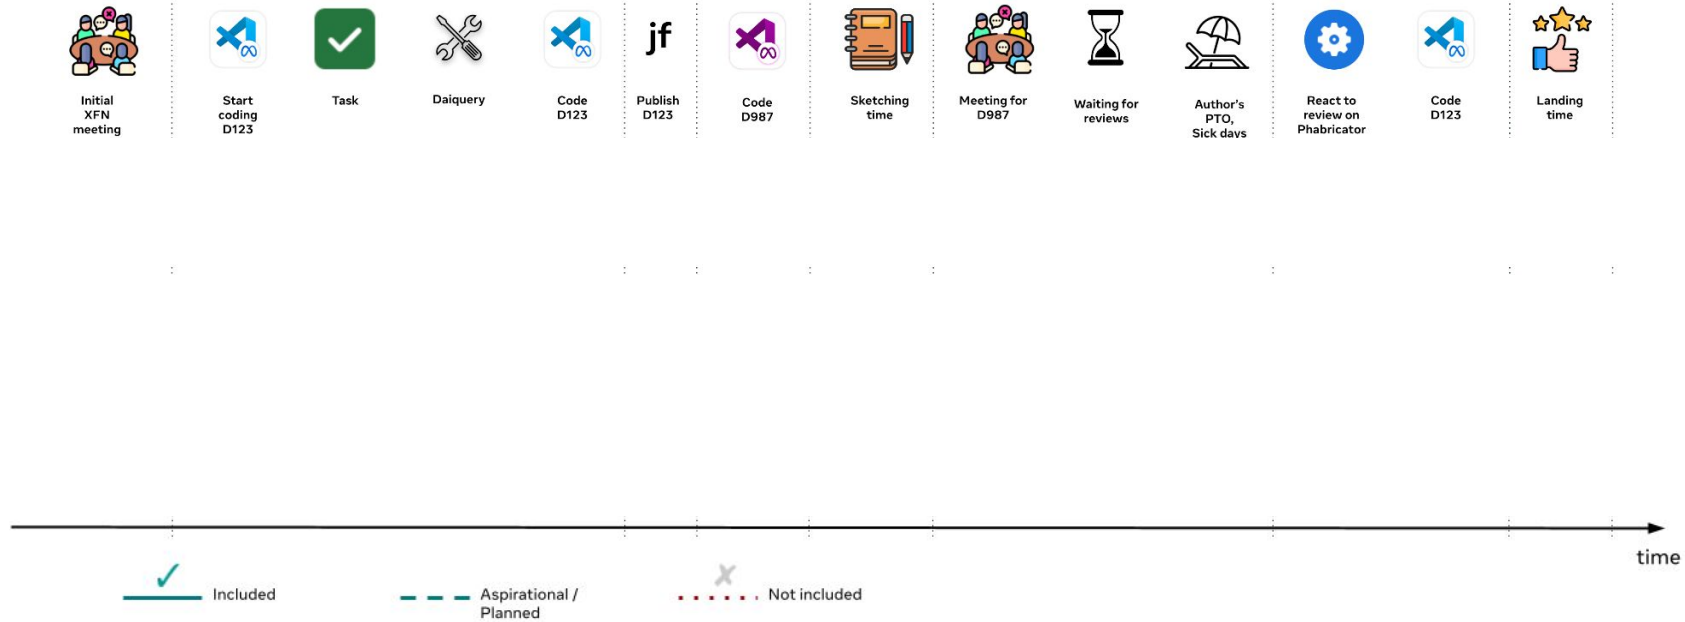 Initial
XFN
meeting
Start
coding
D123
Task
Daiquery
Code
D123
jf
Publish
D123
Code
D987
Sketching
time
Meeting for
D987
Waiting for
reviews
Author's
PTO,
Sick days
React to
review on
Phabricator
Code
D123
Landing
time
time
Included
Aspirational /
Planned
Not included